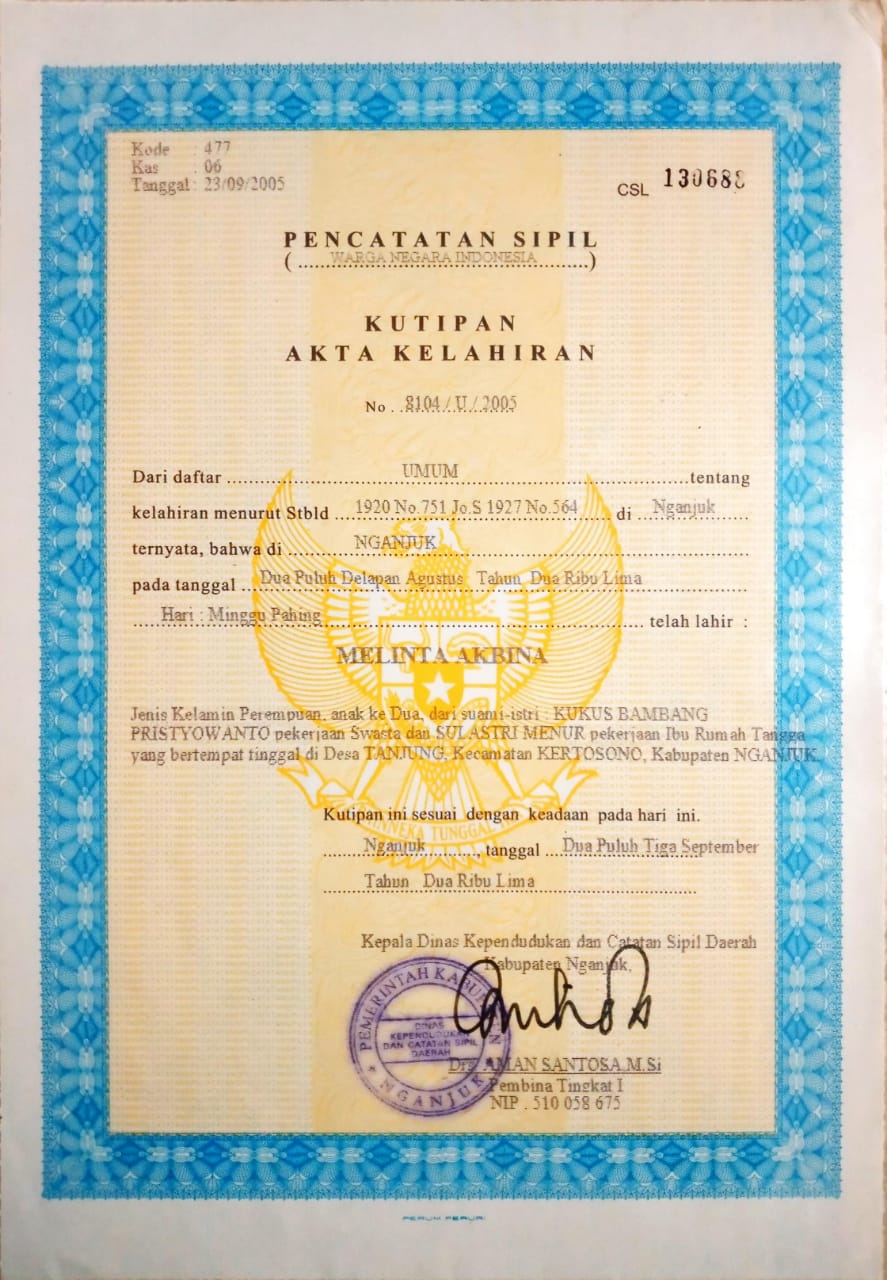 Kode : 477
Kas : 06
Tanggal : 23/09/2005
CSL 130688
PENCATATAN SIPIL
(....WARGA NEGARA INDONESIA....)
KUTIPAN
AKTA KELAHIRAN
No . . 8104 / U / 2005
Dari daftar ..... UMUM ..... tentang
kelahiran menurut Stbld ... 1920 No.751 Jo.S 1927 No.564 ..... di ... Nganjuk .....
ternyata, bahwa di ..... NGANJUK .....
pada tanggal ... Dua Puluh Delapan Agustus Tahun Dua Ribu Lima .....
..... Hari : Minggu Pahing ..... telah lahir :
MELINTA AKBINA
Jenis Kelamin Perempuan, anak ke Dua, dari suami-istri : KUKUS BAMBANG
PRISTYOWANTO pekerjaan Swasta dan SULASTRI MENUR pekerjaan Ibu Rumah Tangga
yang bertempat tinggal di Desa TANJUNG, Kecamatan KERTOSONO, Kabupaten NGANJUK.
Kutipan ini sesuai dengan keadaan pada hari ini.
..... Nganjuk ....., tanggal ... Dua Puluh Tiga September
..... Tahun Dua Ribu Lima .....
Kepala Dinas Kependudukan dan Catatan Sipil Daerah
Kabupaten Nganjuk,
PEMERINTAH KABUPATEN
DINAS
KEPENDUDUKAN
DAN CATATAN SIPIL
DAERAH
* NGANJUK *
Drs. AMAN SANTOSA.M.Si
Pembina Tingkat I
NIP . 510 058 675
PERUM PERURI